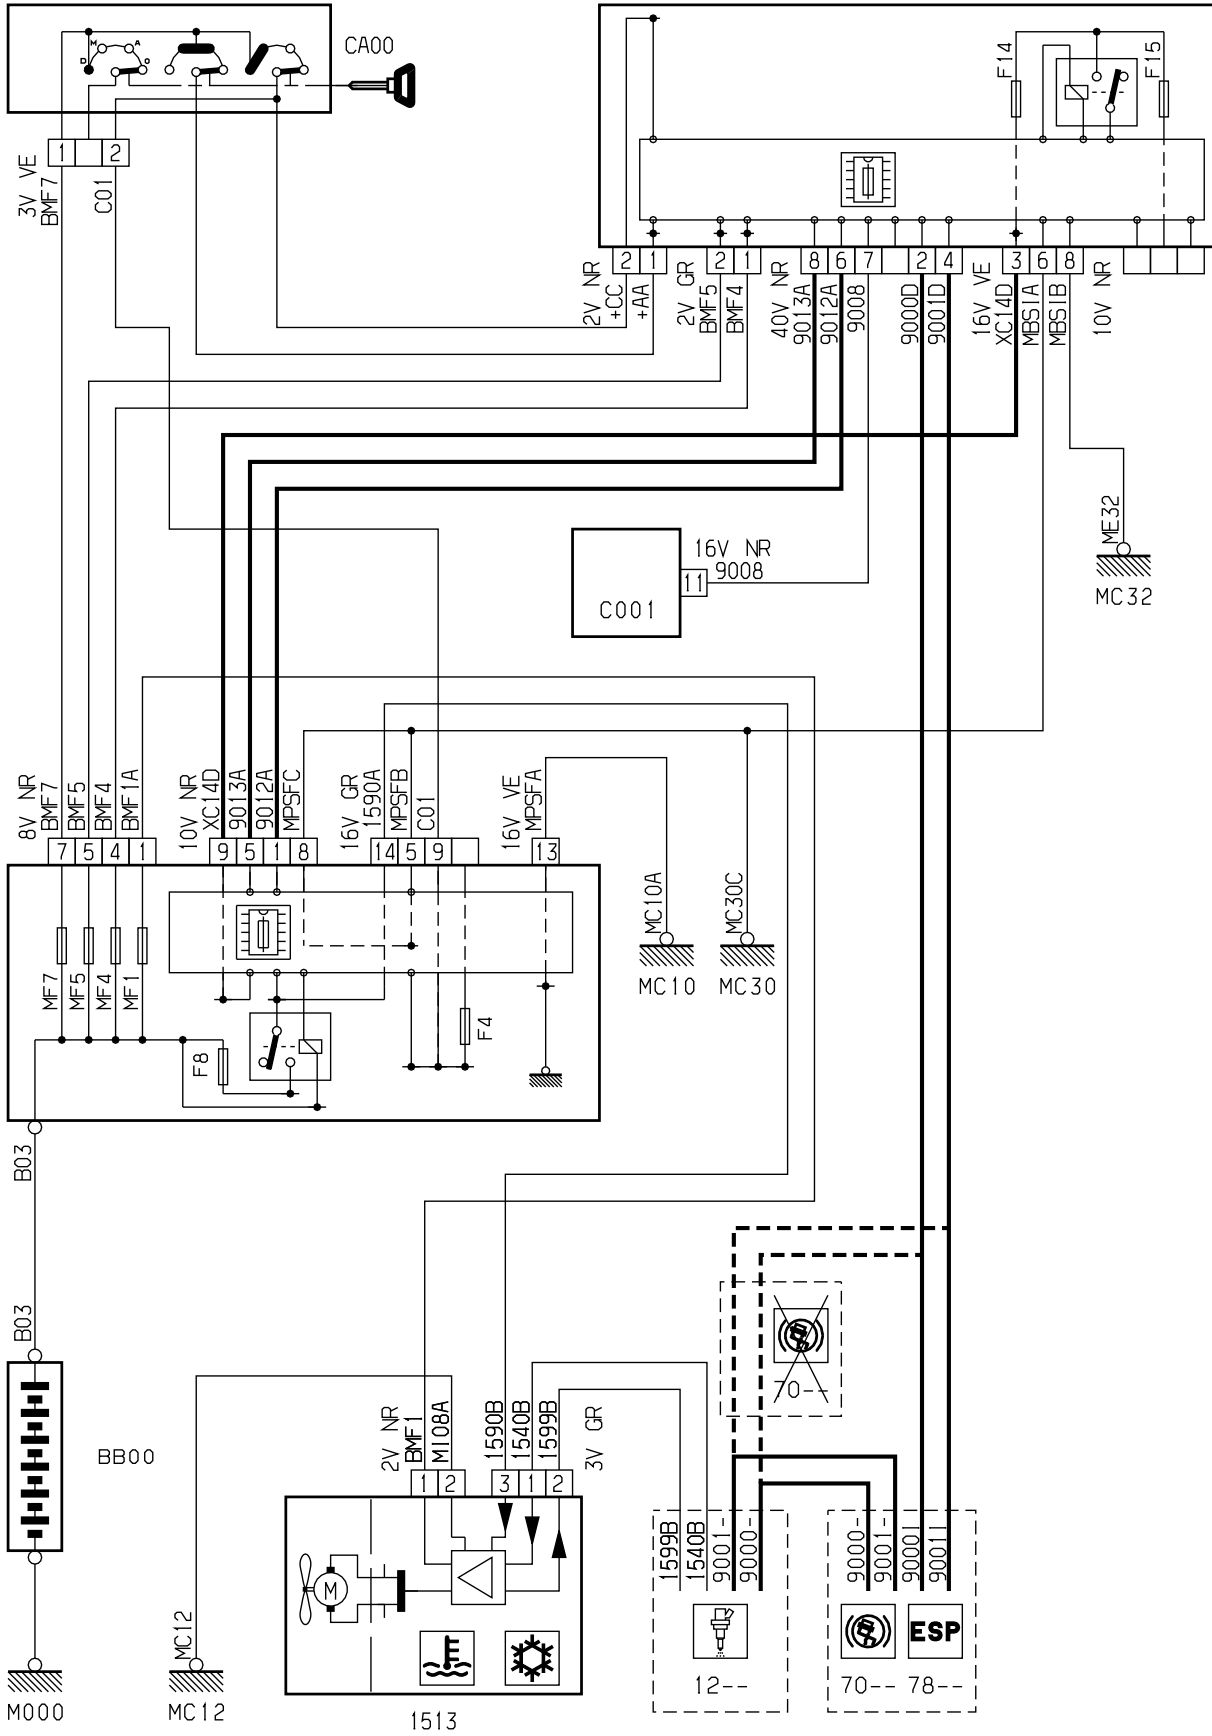 M A
D O
CA00
F14
F15
1 2
3V VE
BMF7
C01
2 1 2 1 8 6 7 2 4 3 6 8
2V NR
+CC
+AA
2V GR
BMF5
BMF4
40V NR
9013A
9012A
9008
9000D
9001D
16V VE
XC14D
MBS1A
MBS1B
10V NR
ME32
MC32
16V NR
9008
11
C001
8V NR
BMF7
BMF5
BMF4
BMF1A
10V NR
XC14D
9013A
9012A
MPSFC
16V GR
1590A
MPSFB
C01
16V VE
MPSFA
7 5 4 1 9 5 1 8 14 5 9 13
MC10A
MC30C
MC10
MC30
MF7
MF5
MF4
MF1
F8
F4
B03
B03
BB00
M000
MC12
MC12
2V NR
BMF1
M108A
1590B
1540B
1599B
3V GR
1 2 3 1 2
M
1513
70--
1599B
1540B
9001-
9000-
12--
9000-
9001-
9000I
9001I
ESP
70-- 78--